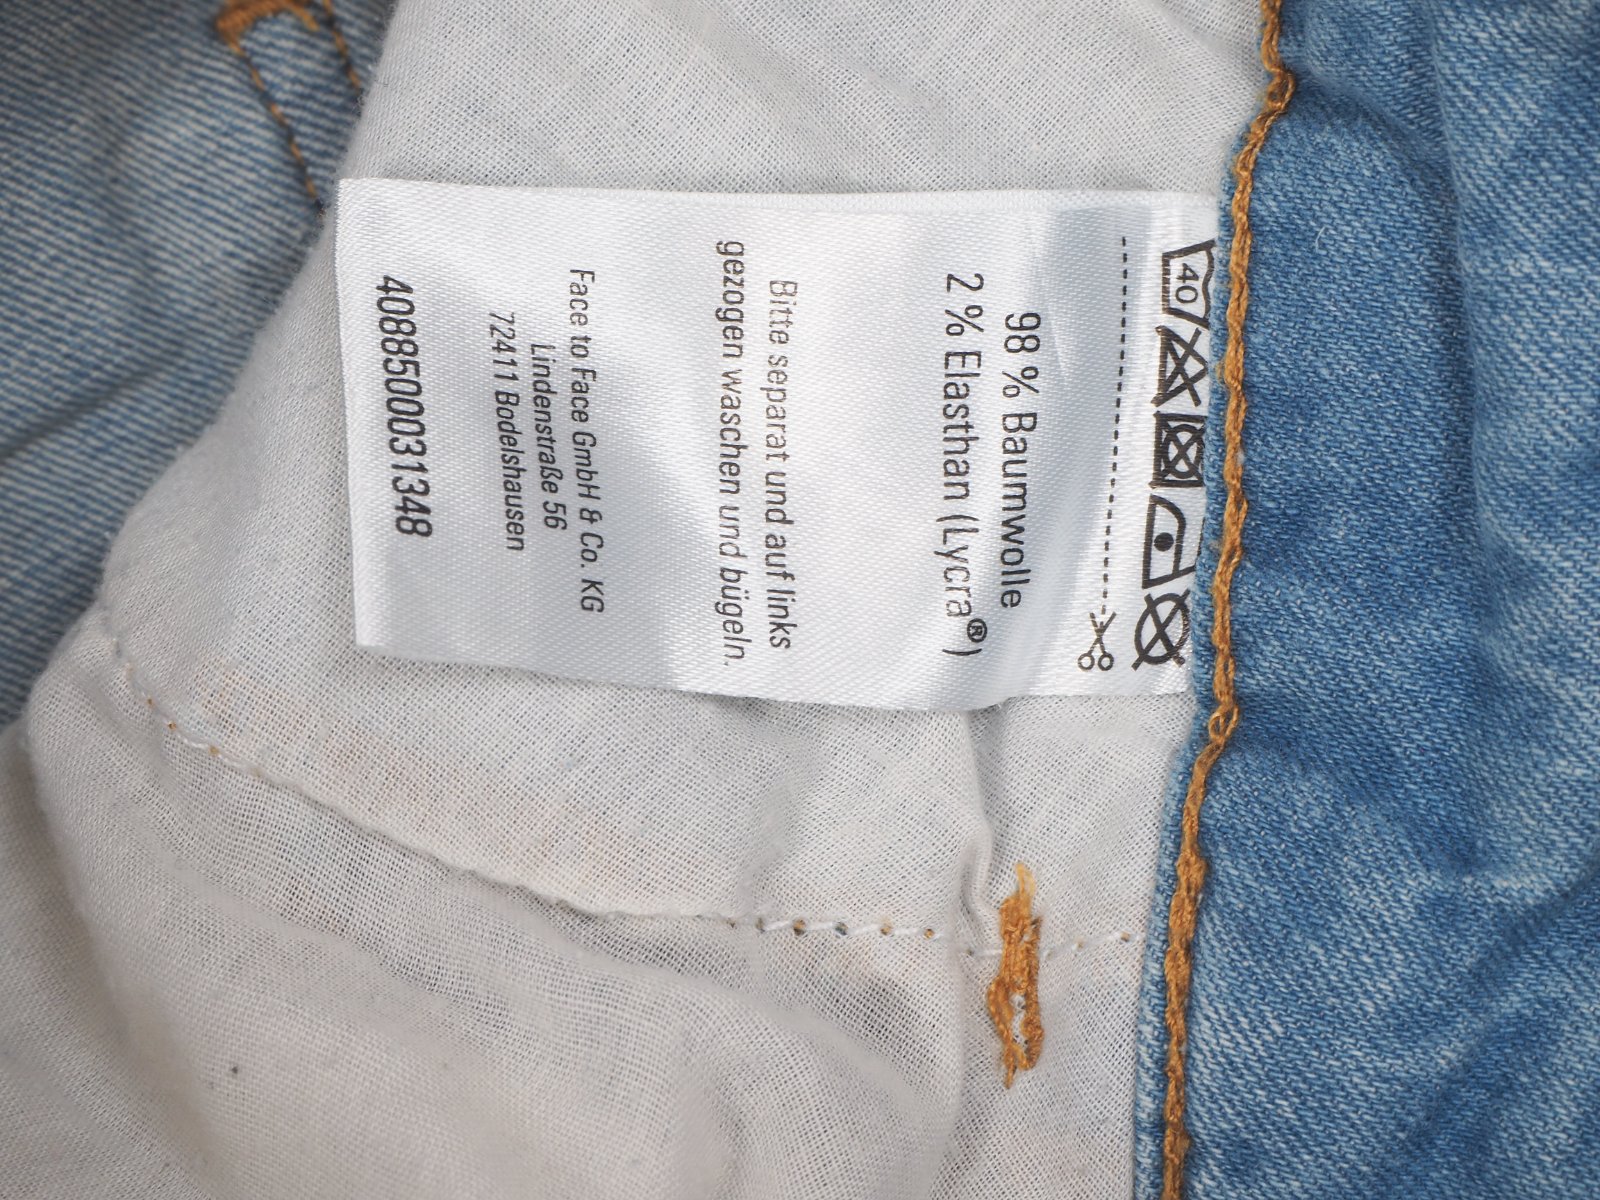 40
98 % Baumwolle
2 % Elasthan (Lycra®)
Bitte separat und auf links
gezogen waschen und bügeln.
Face to Face GmbH & Co. KG
Lindenstraße 56
72411 Bodelshausen
4088500031348